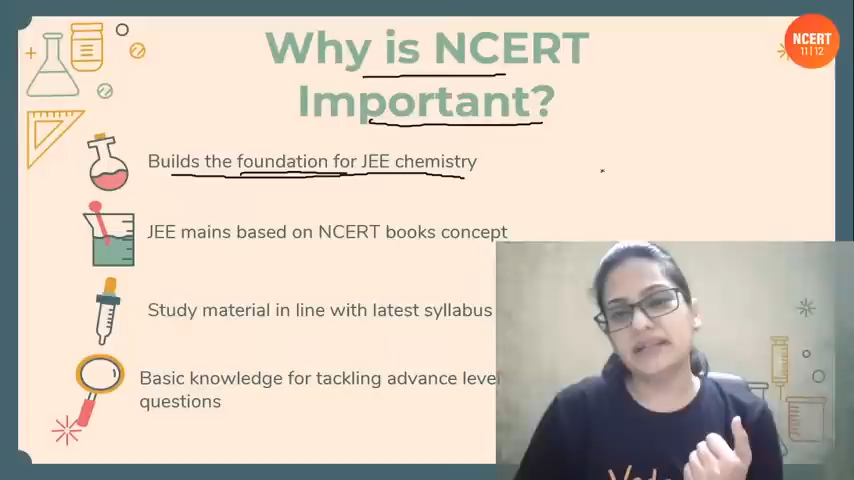 Why is NCERT
Important?
NCERT
11|12
Builds the foundation for JEE chemistry
JEE mains based on NCERT books concept
Study material in line with latest syllabus
Basic knowledge for tackling advance level
questions